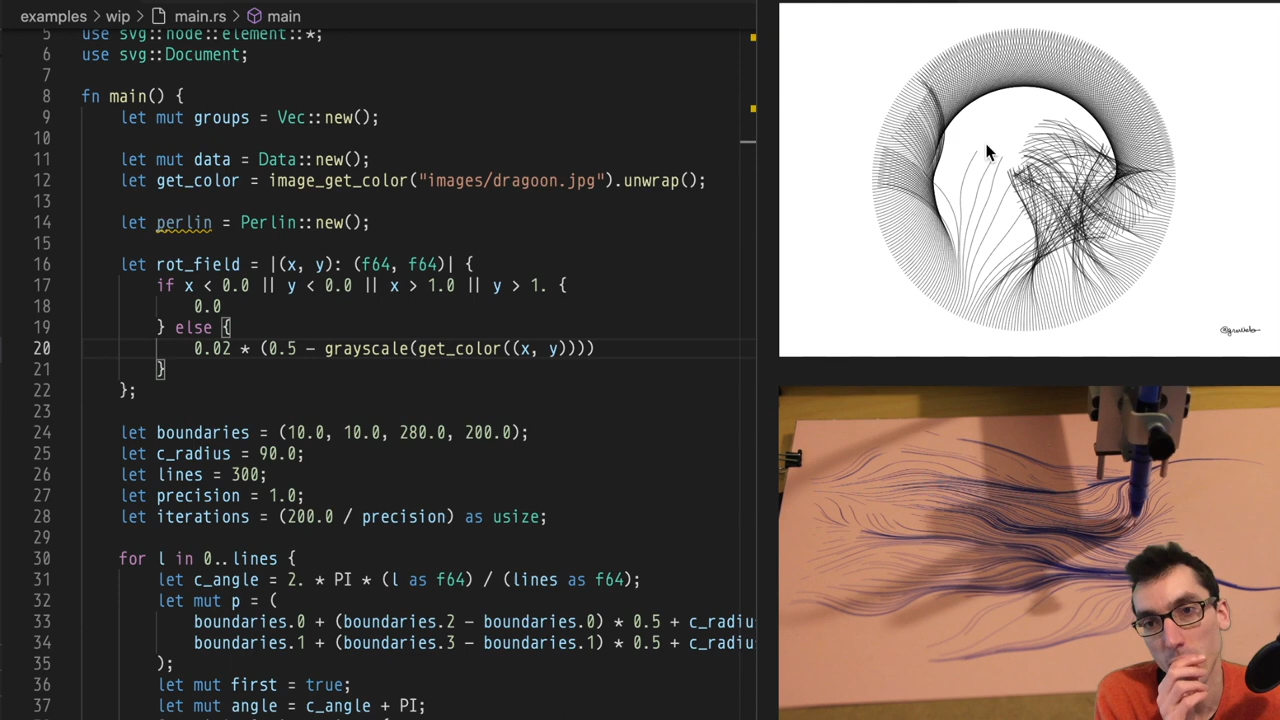 examples > wip > main.rs > main
5 use svg::node::element::*;
6 use svg::Document;
7
8 fn main() {
9 let mut groups = Vec::new();
10
11 let mut data = Data::new();
12 let get_color = image_get_color("images/dragoon.jpg").unwrap();
13
14 let perlin = Perlin::new();
15
16 let rot_field = |(x, y): (f64, f64)| {
17 if x < 0.0 || y < 0.0 || x > 1.0 || y > 1. {
18 0.0
19 } else {
20 0.02 * (0.5 - grayscale(get_color((x, y))))
21 }
22 };
23
24 let boundaries = (10.0, 10.0, 280.0, 200.0);
25 let c_radius = 90.0;
26 let lines = 300;
27 let precision = 1.0;
28 let iterations = (200.0 / precision) as usize;
29
30 for l in 0..lines {
31 let c_angle = 2. * PI * (l as f64) / (lines as f64);
32 let mut p = (
33 boundaries.0 + (boundaries.2 - boundaries.0) * 0.5 + c_radiu
34 boundaries.1 + (boundaries.3 - boundaries.1) * 0.5 + c_radiu
35 );
36 let mut first = true;
37 let mut angle = c_angle + PI;